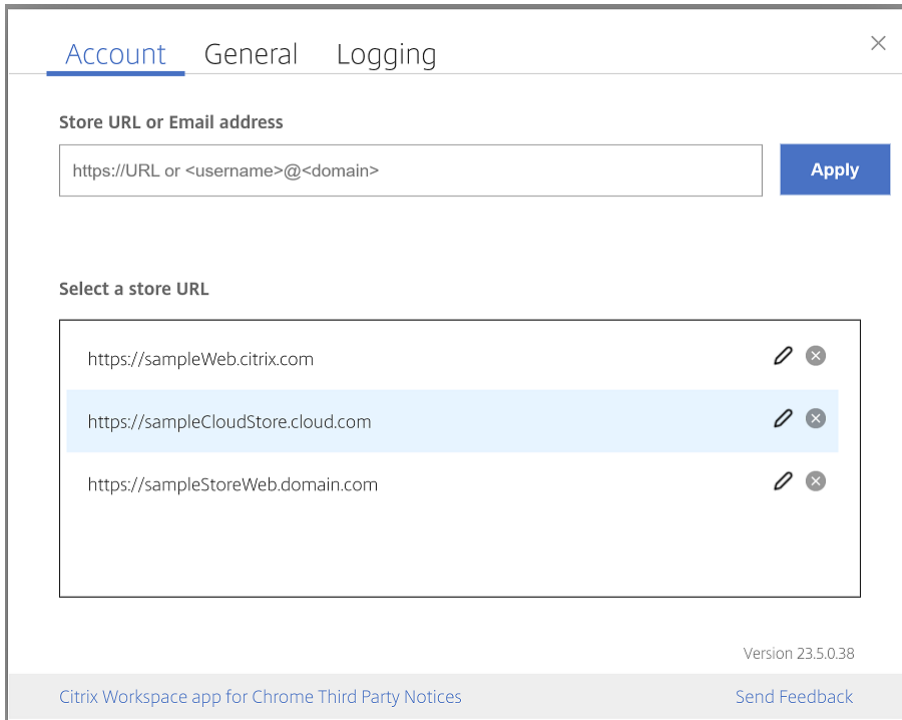 Account General Logging
Store URL or Email address
https://URL or <username>@<domain>
Apply
Select a store URL
https://sampleWeb.citrix.com
https://sampleCloudStore.cloud.com
https://sampleStoreWeb.domain.com
Version 23.5.0.38
Citrix Workspace app for Chrome Third Party Notices
Send Feedback